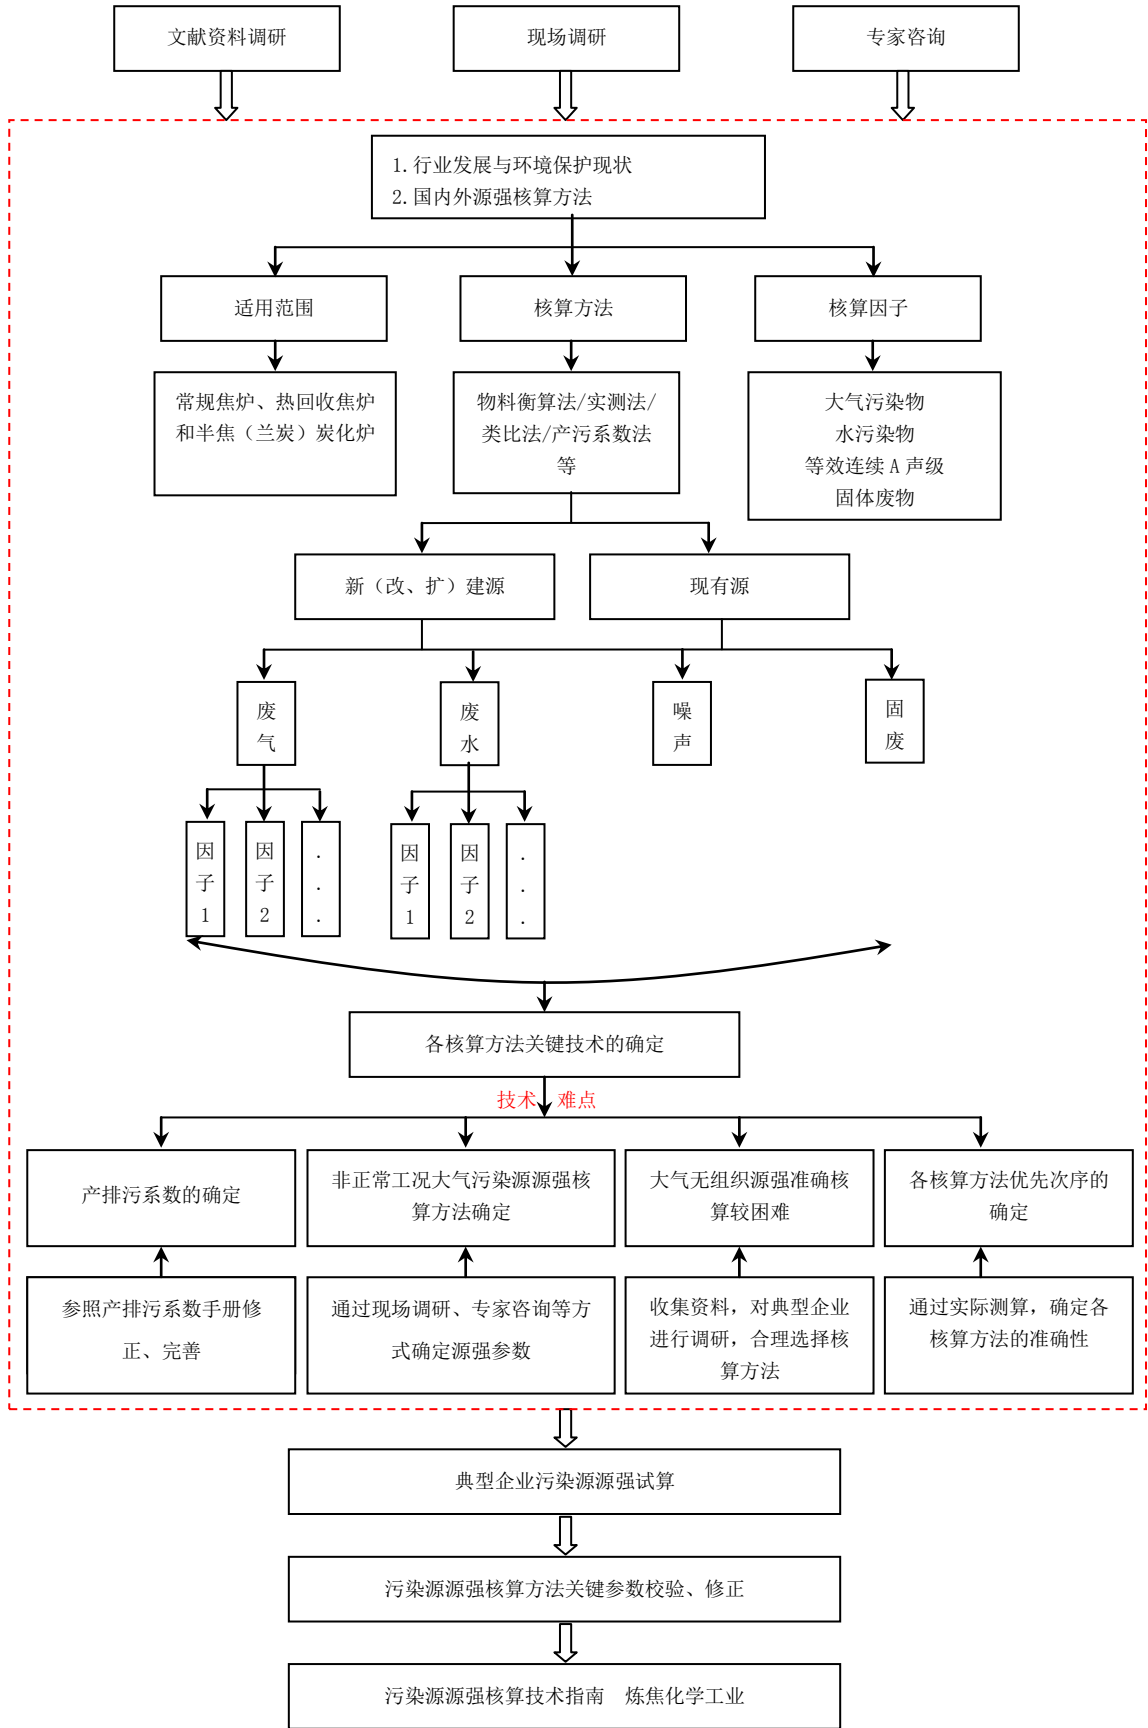 文献资料调研
现场调研
专家咨询
1.行业发展与环境保护现状
2.国内外源强核算方法
适用范围
核算方法
核算因子
常规焦炉、热回收焦炉
和半焦（兰炭）炭化炉
物料衡算法/实测法/
类比法/产污系数法
等
大气污染物
水污染物
等效连续 A 声级
固体废物
新（改、扩）建源
现有源
废
气
废
水
噪
声
固
废
因
子
1
因
子
2
.
.
.
因
子
1
因
子
2
.
.
.
各核算方法关键技术的确定
技术 难点
产排污系数的确定
非正常工况大气污染源源强核
算方法确定
大气无组织源强准确核
算较困难
各核算方法优先次序的
确定
参照产排污系数手册修
正、完善
通过现场调研、专家咨询等方
式确定源强参数
收集资料，对典型企业
进行调研，合理选择核
算方法
通过实际测算，确定各
核算方法的准确性
典型企业污染源源强试算
污染源源强核算方法关键参数校验、修正
污染源源强核算技术指南 炼焦化学工业